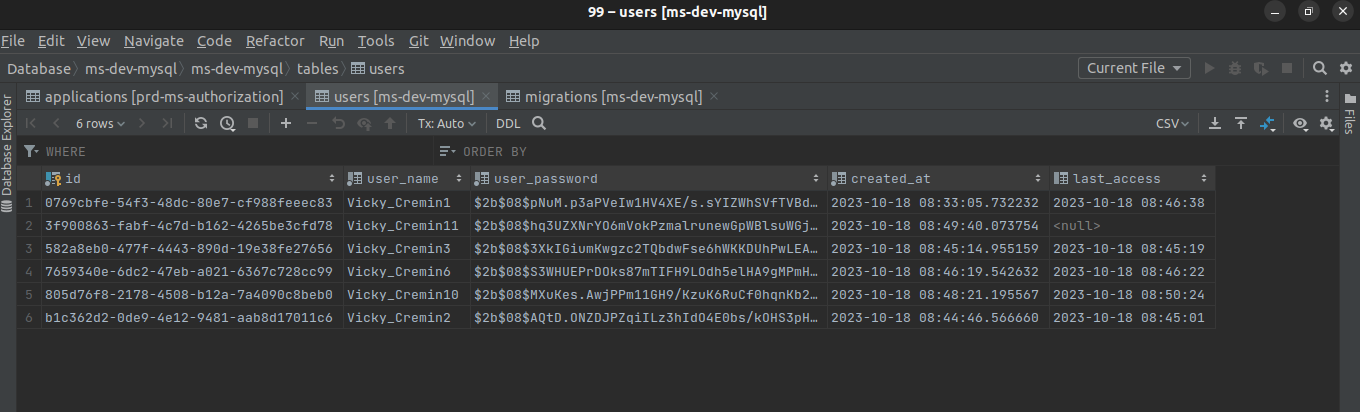 99 – users [ms-dev-mysql]
File Edit View Navigate Code Refactor Run Tools Git Window Help
Database ms-dev-mysql ms-dev-mysql tables users Current File
applications [prd-ms-authorization] users [ms-dev-mysql] migrations [ms-dev-mysql]
6 rows Tx: Auto DDL CSV
WHERE ORDER BY
id user_name user_password created_at last_access
1 0769cbfe-54f3-48dc-80e7-cf988feeec83 Vicky_Cremin1 $2b$08$pNuM.p3aPVeIw1HV4XE/s.sYIZWhSVfTVBd… 2023-10-18 08:33:05.732232 2023-10-18 08:46:38
2 3f900863-fabf-4c7d-b162-4265be3cfd78 Vicky_Cremin11 $2b$08$hq3UZXNrYO6mVokPzmalrunewGpWBlsuWGj… 2023-10-18 08:49:40.073754 <null>
3 582a8eb0-477f-4443-890d-19e38fe27656 Vicky_Cremin3 $2b$08$3XkIGiumKwgzc2TQbdwFse6hWKKDUhPwLEA… 2023-10-18 08:45:14.955159 2023-10-18 08:45:19
4 7659340e-6dc2-47eb-a021-6367c728cc99 Vicky_Cremin6 $2b$08$S3WHUEPrDOks87mTIFH9LOdh5elHA9gMPmH… 2023-10-18 08:46:19.542632 2023-10-18 08:46:22
5 805d76f8-2178-4508-b12a-7a4090c8beb0 Vicky_Cremin10 $2b$08$MXuKes.AwjPPm11GH9/KzuK6RuCf0hqnKb2… 2023-10-18 08:48:21.195567 2023-10-18 08:50:24
6 b1c362d2-0de9-4e12-9481-aab8d17011c6 Vicky_Cremin2 $2b$08$AQtD.ONZDJPZqiILz3hIdO4E0bs/kOHS3pH… 2023-10-18 08:44:46.566660 2023-10-18 08:45:01
Database Explorer
Files